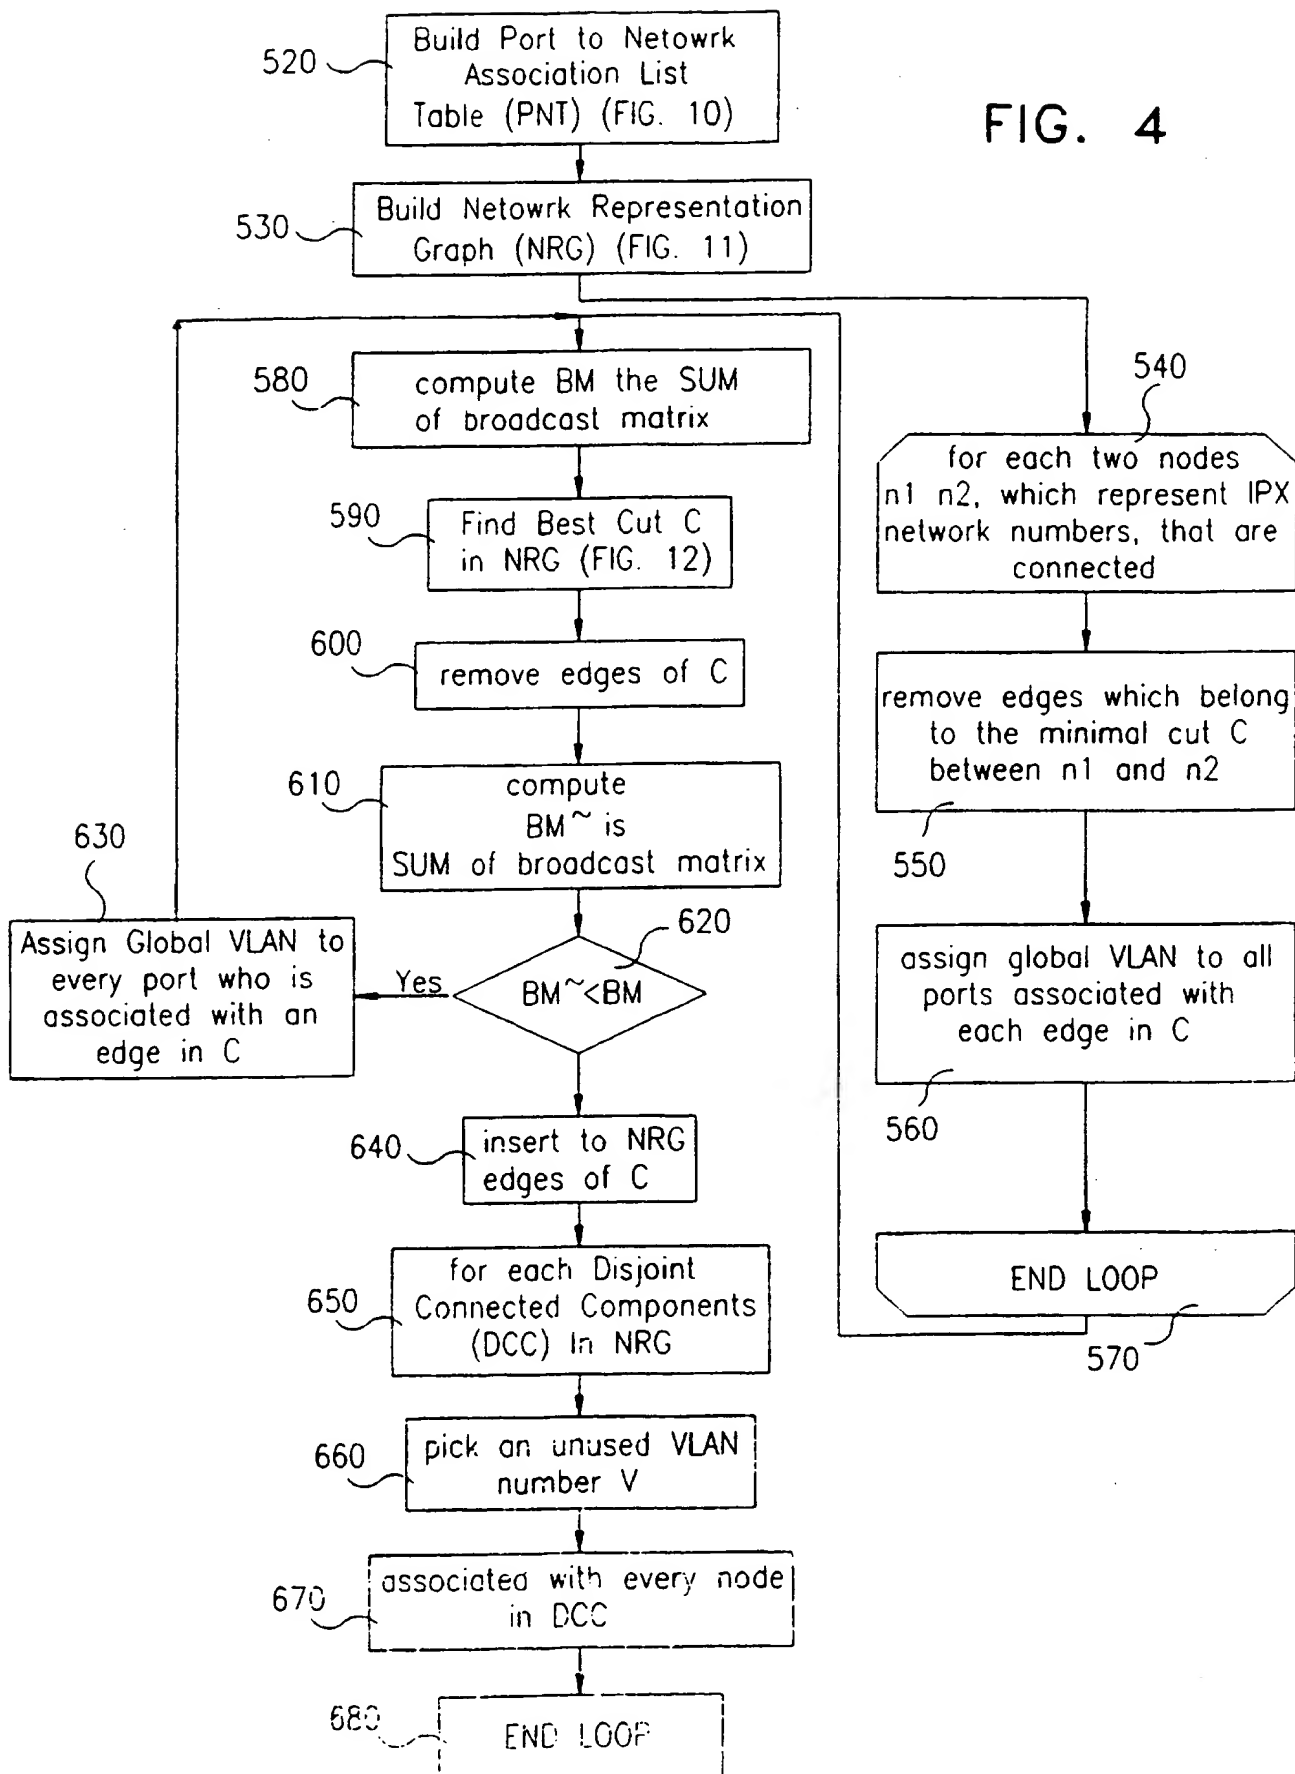 520
Build Port to Netowrk
Association List
Table (PNT) (FIG. 10)
FIG. 4
530
Build Netowrk Representation
Graph (NRG) (FIG. 11)
580
compute BM the SUM
of broadcast matrix
540
for each two nodes
n1 n2, which represent IPX
network numbers, that are
connected
590
Find Best Cut C
in NRG (FIG. 12)
600
remove edges of C
remove edges which belong
to the minimal cut C
between n1 and n2
550
610
compute
BM~ is
SUM of broadcast matrix
630
Assign Global VLAN to
every port who is
associated with an
edge in C
Yes
620
BM~<BM
assign global VLAN to all
ports associated with
each edge in C
560
640
insert to NRG
edges of C
650
for each Disjoint
Connected Components
(DCC) In NRG
END LOOP
570
660
pick an unused VLAN
number V
670
associated with every node
in DCC
680
END LOOP